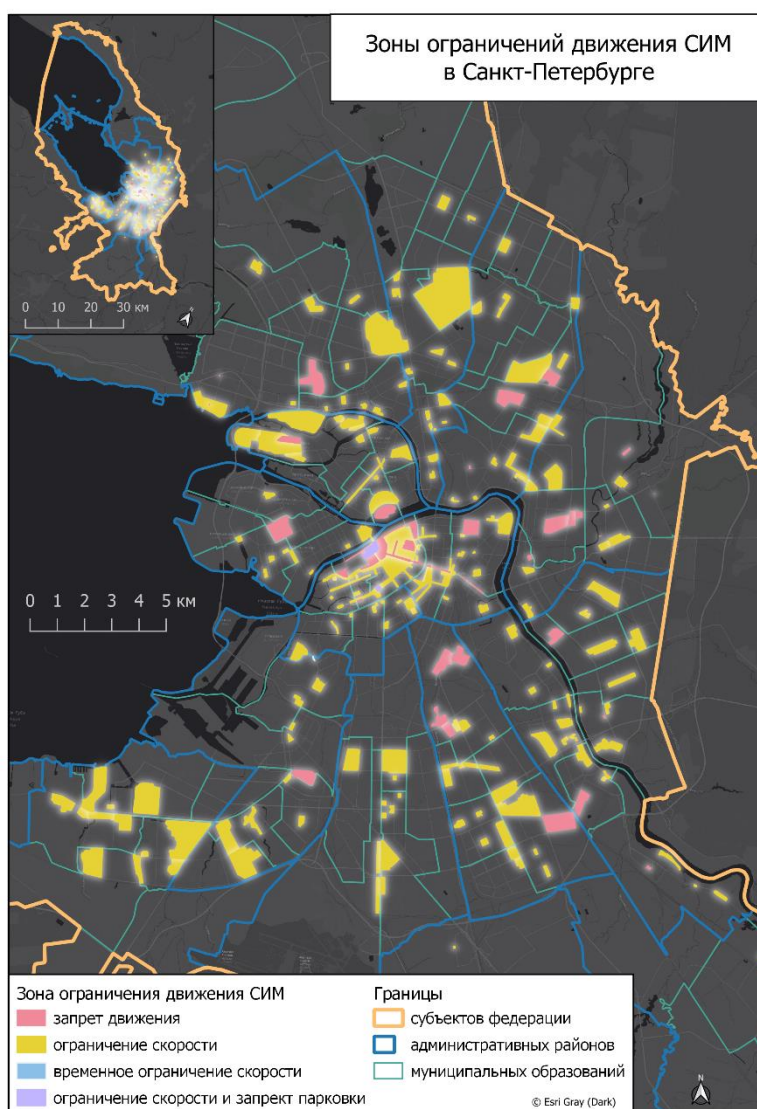 Зоны ограничений движения СИМ
в Санкт-Петербурге
0 10 20 30 км
0 1 2 3 4 5 км
Зона ограничения движения СИМ
запрет движения
ограничение скорости
временное ограничение скорости
ограничение скорости и запрект парковки
Границы
субъектов федерации
административных районов
муниципальных образований
N
© Esri Gray (Dark)